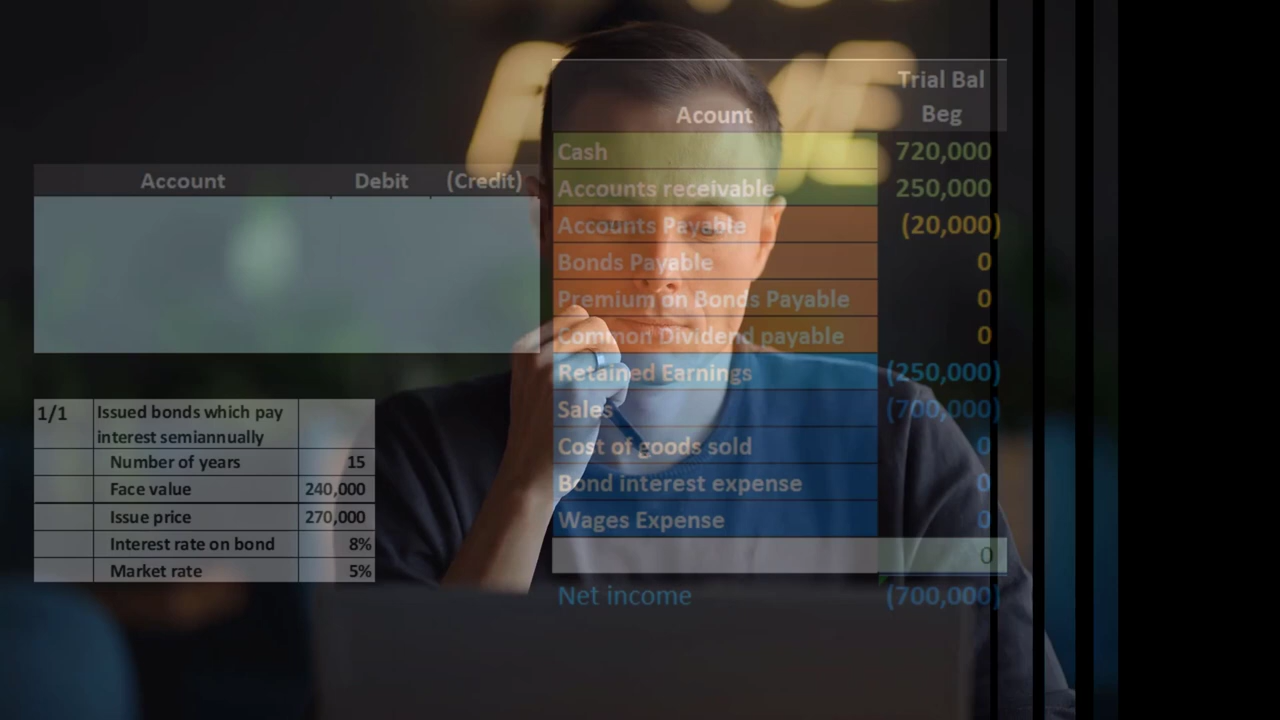 Account Debit (Credit)
1/1 Issued bonds which pay
interest semiannually
Number of years 15
Face value 240,000
Issue price 270,000
Interest rate on bond 8%
Market rate 5%
Trial Bal
Acount Beg
Cash 720,000
Accounts receivable 250,000
Accounts Payable (20,000)
Bonds Payable 0
Premium on Bonds Payable 0
Common Dividend payable 0
Retained Earnings (250,000)
Sales (700,000)
Cost of goods sold 0
Bond interest expense 0
Wages Expense 0
0
Net income (700,000)